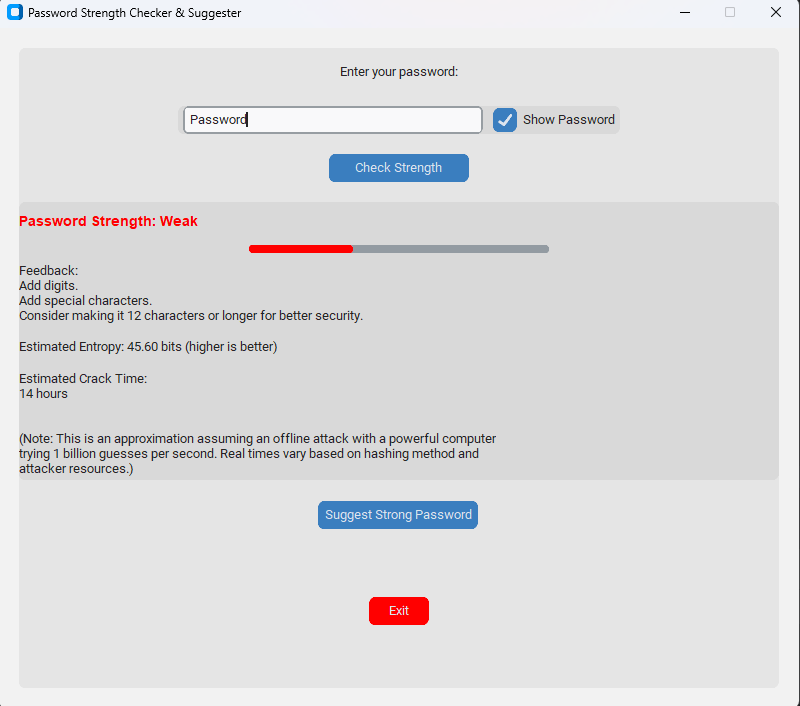 Password Strength Checker & Suggester
Enter your password:
Password
Show Password
Check Strength
Password Strength: Weak
Feedback:
Add digits.
Add special characters.
Consider making it 12 characters or longer for better security.
Estimated Entropy: 45.60 bits (higher is better)
Estimated Crack Time:
14 hours
(Note: This is an approximation assuming an offline attack with a powerful computer
trying 1 billion guesses per second. Real times vary based on hashing method and
attacker resources.)
Suggest Strong Password
Exit